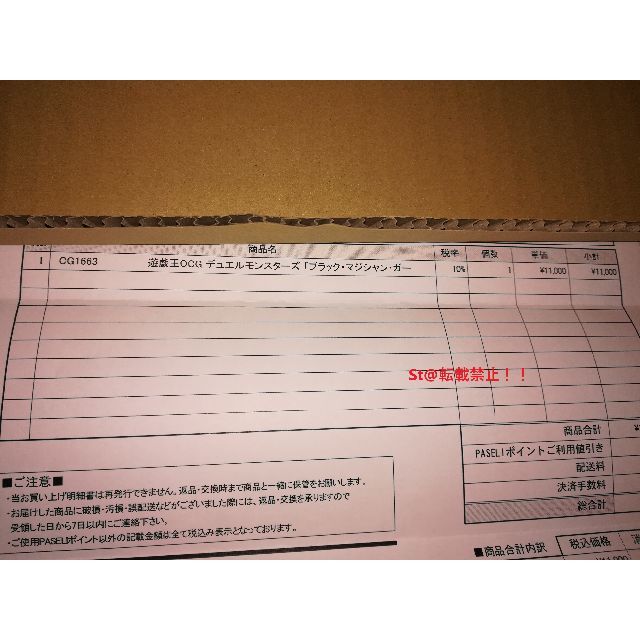 商品名 税率 個数 単価 小計
1 CG1663 遊戯王OCG デュエルモンスターズ 「ブラック・マジシャン・ガー 10% 1 ¥11,000 ¥11,000
St@転載禁止!!
商品合計
PASELIポイントご利用値引き
配送料
決済手数料
総合計
■ご注意■
・当お買い上げ明細書は再発行できません。返品・交換時まで商品と一緒に保管をお願いします。
・お届けした商品に破損・汚損・誤配送などがございました際には、返品・交換を承りますので
受領した日から7日以内にご連絡下さい。
・ご使用PASELIポイント以外の記載金額は全て税込み表示となっております。
■商品合計内訳 税込価格